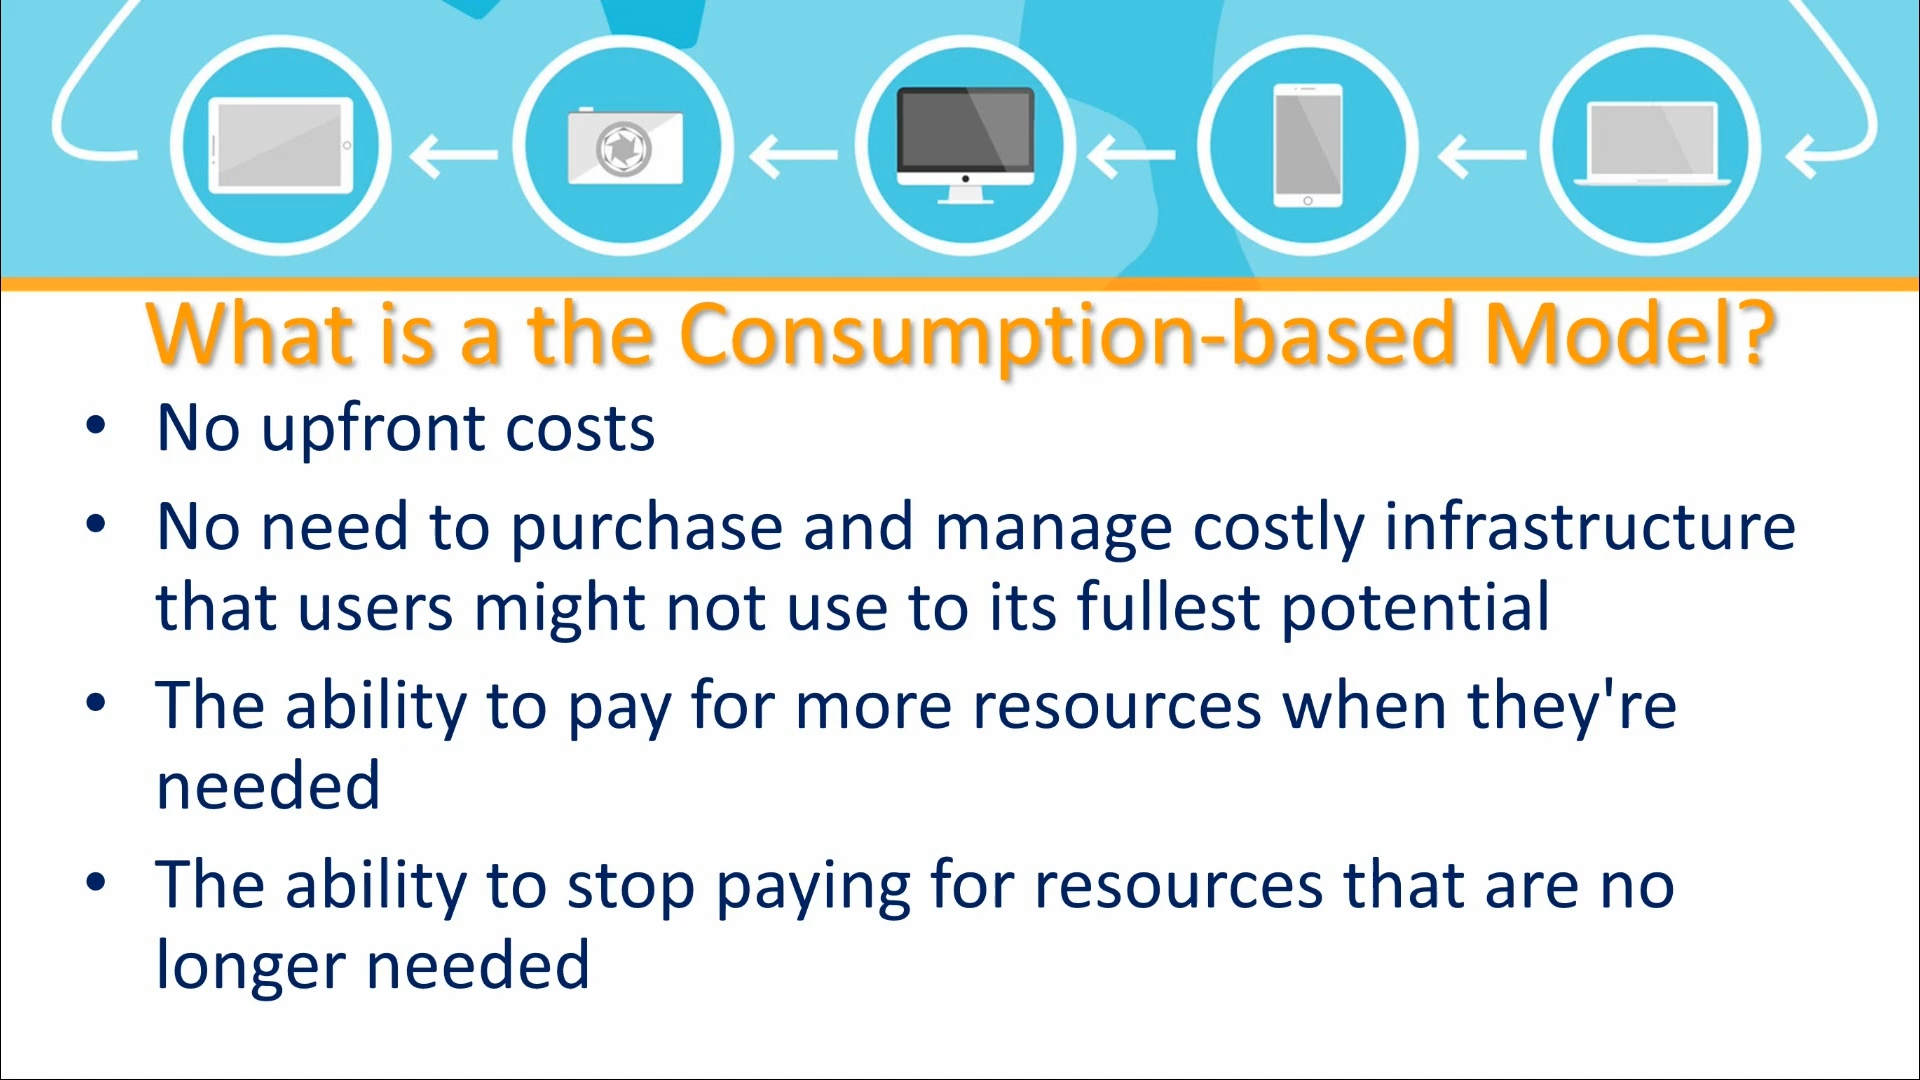 What is a the Consumption-based Model?
• No upfront costs
• No need to purchase and manage costly infrastructure
that users might not use to its fullest potential
• The ability to pay for more resources when they're
needed
• The ability to stop paying for resources that are no
longer needed